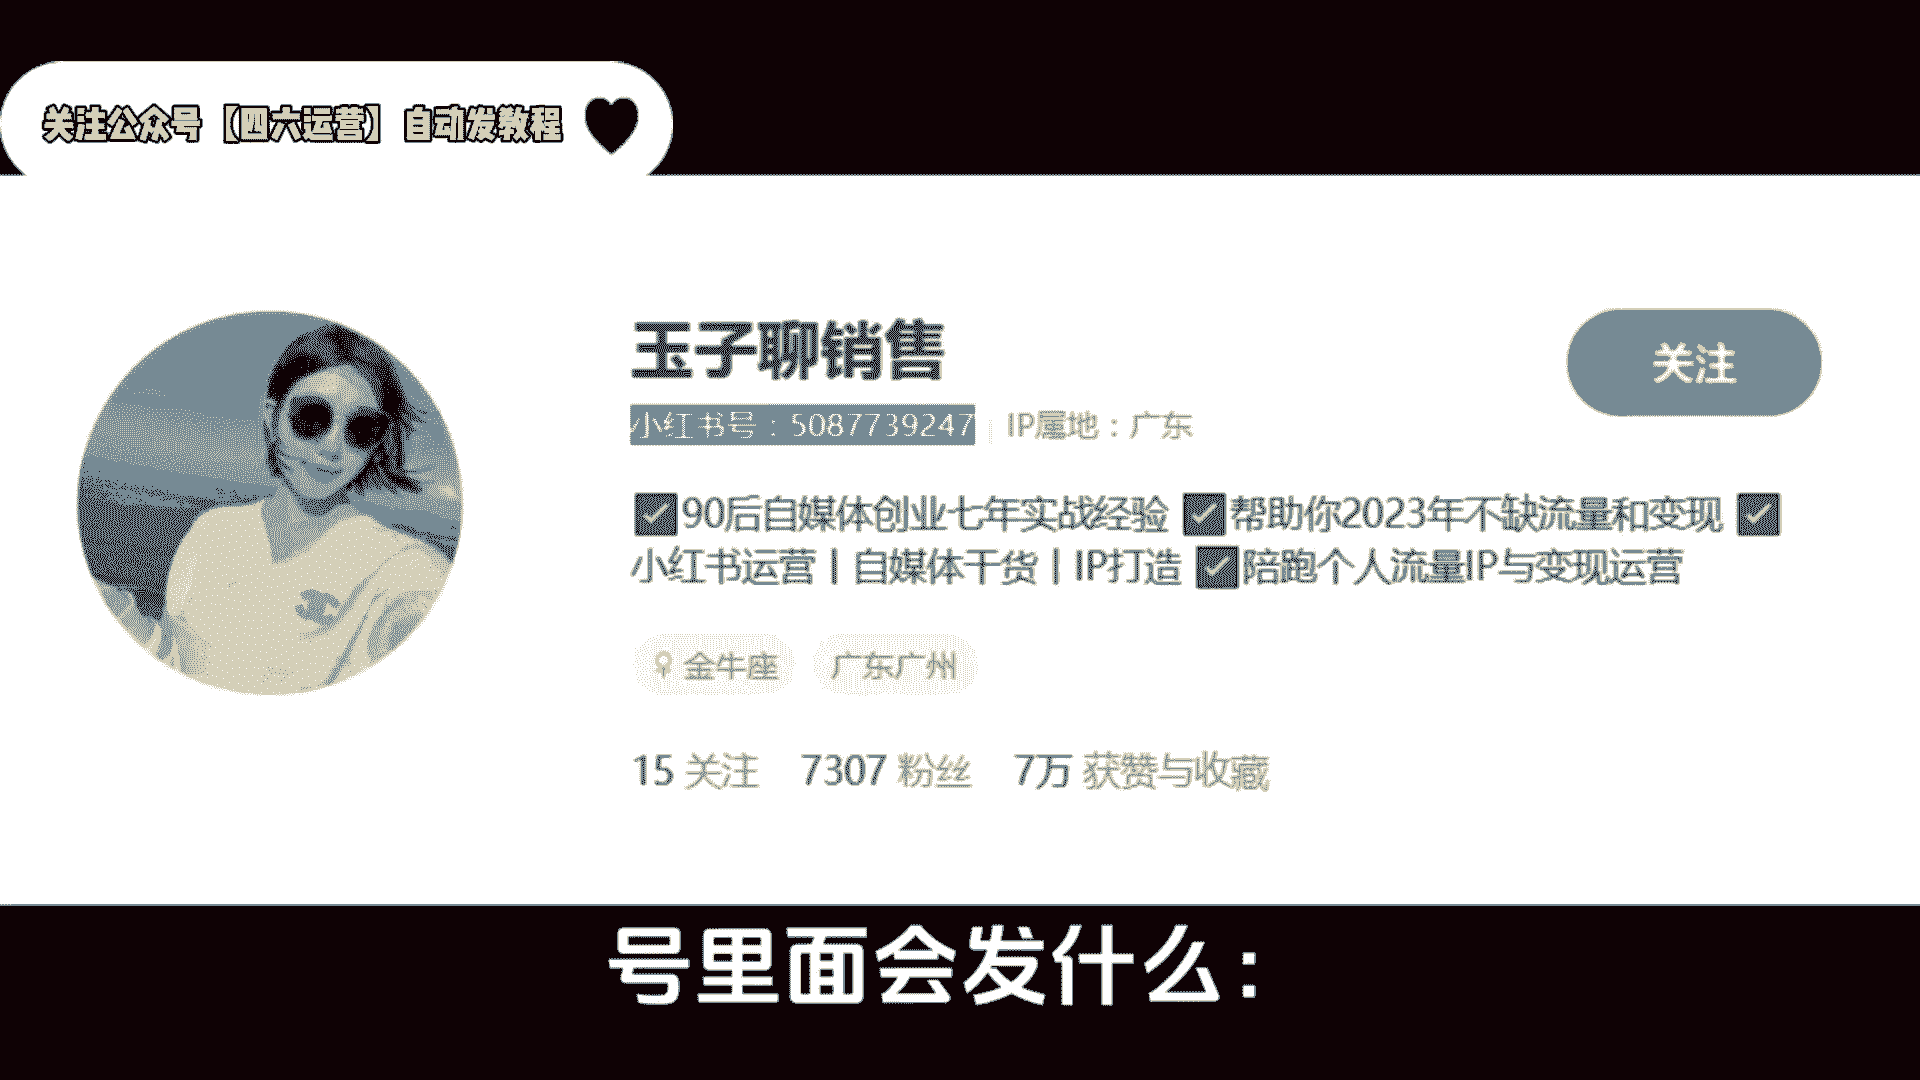 关注公众号【四六运营】自动发教程
玉子聊销售
关注
小红书号：5087739247 IP属地：广东
✅90后自媒体创业七年实战经验 ✅帮助你2023年不缺流量和变现 ✅
小红书运营丨自媒体干货丨IP打造 ✅陪跑个人流量IP与变现运营
金牛座 广东广州
15 关注 7307 粉丝 7万 获赞与收藏
号里面会发什么：